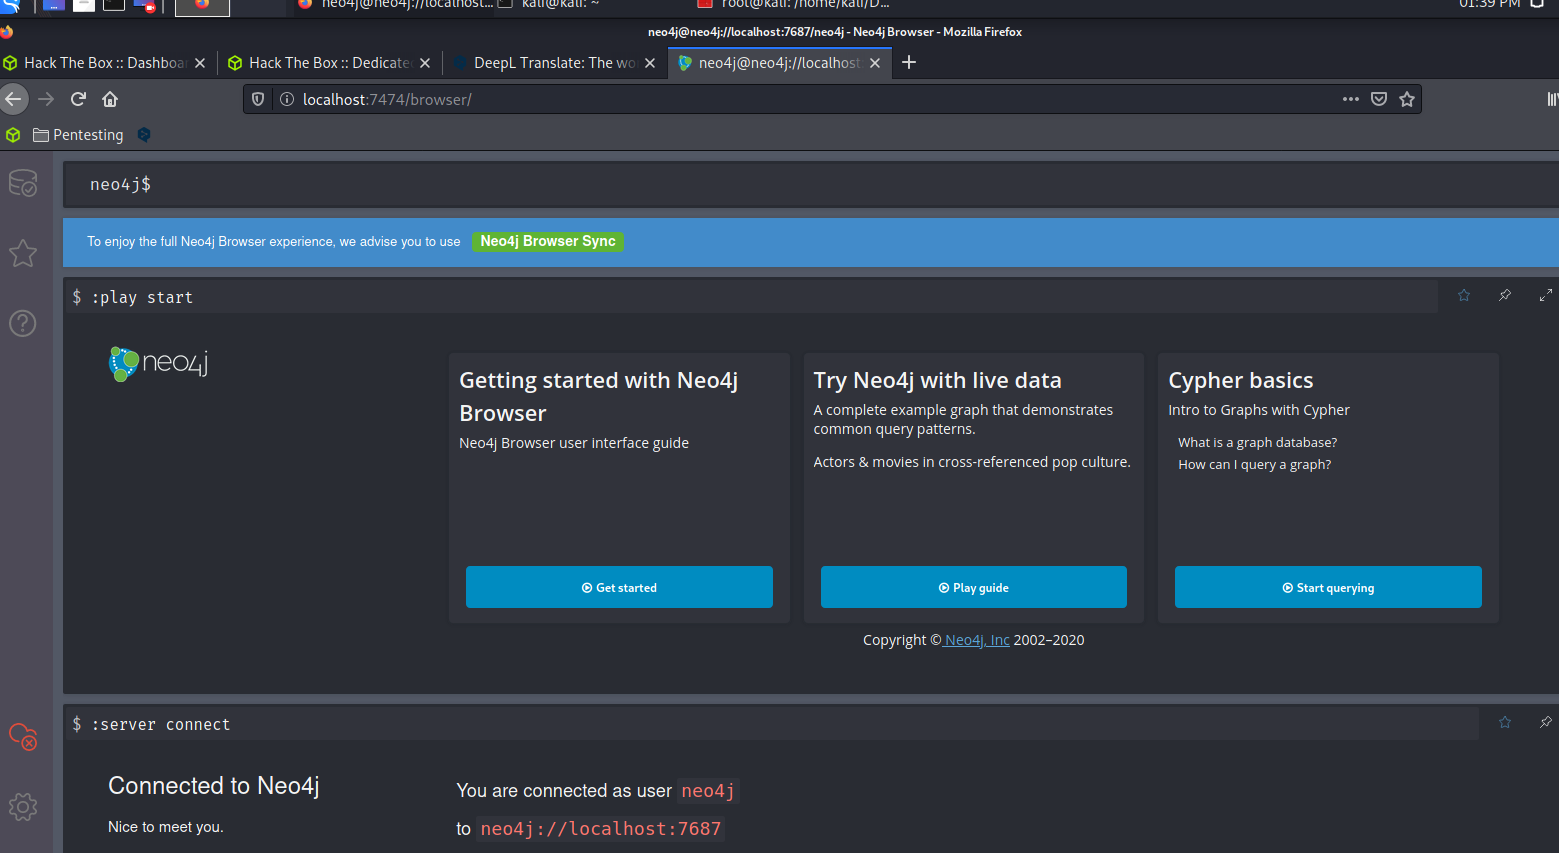 neo4j@neo4j://localhost... kali@kali: ~ root@kali: /home/kali/D... 01:39 PM
neo4j@neo4j://localhost:7687/neo4j - Neo4j Browser - Mozilla Firefox
Hack The Box :: Dashboar Hack The Box :: Dedicate DeepL Translate: The wo neo4j@neo4j://localhost:
localhost:7474/browser/
Pentesting
neo4j$
To enjoy the full Neo4j Browser experience, we advise you to use Neo4j Browser Sync
$ :play start
neo4j
Getting started with Neo4j
Browser
Neo4j Browser user interface guide
Get started
Try Neo4j with live data
A complete example graph that demonstrates
common query patterns.
Actors & movies in cross-referenced pop culture.
Play guide
Cypher basics
Intro to Graphs with Cypher
What is a graph database?
How can I query a graph?
Start querying
Copyright © Neo4j, Inc 2002–2020
$ :server connect
Connected to Neo4j
Nice to meet you.
You are connected as user neo4j
to neo4j://localhost:7687